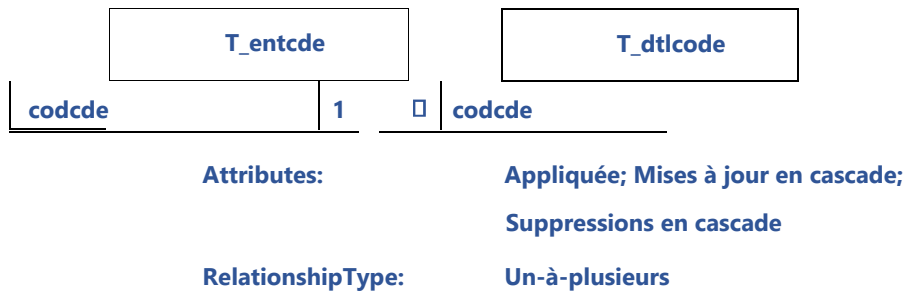 T_entcde T_dtlcode
codcde 1 codcde
Attributes: Appliquée; Mises à jour en cascade;
Suppressions en cascade
RelationshipType: Un-à-plusieurs